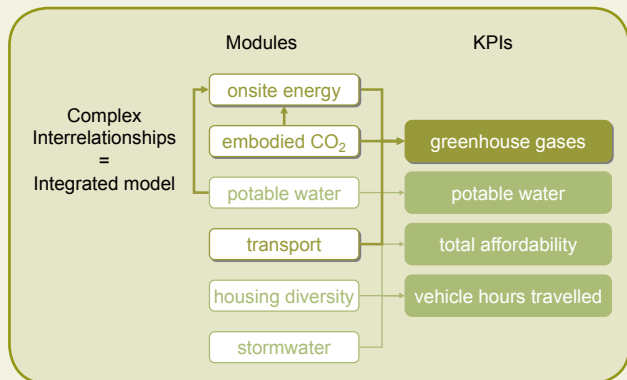 Modules
KPIs
Complex
Interrelationships
=
Integrated model
onsite energy
embodied CO₂
potable water
transport
housing diversity
stormwater
greenhouse gases
potable water
total affordability
vehicle hours travelled